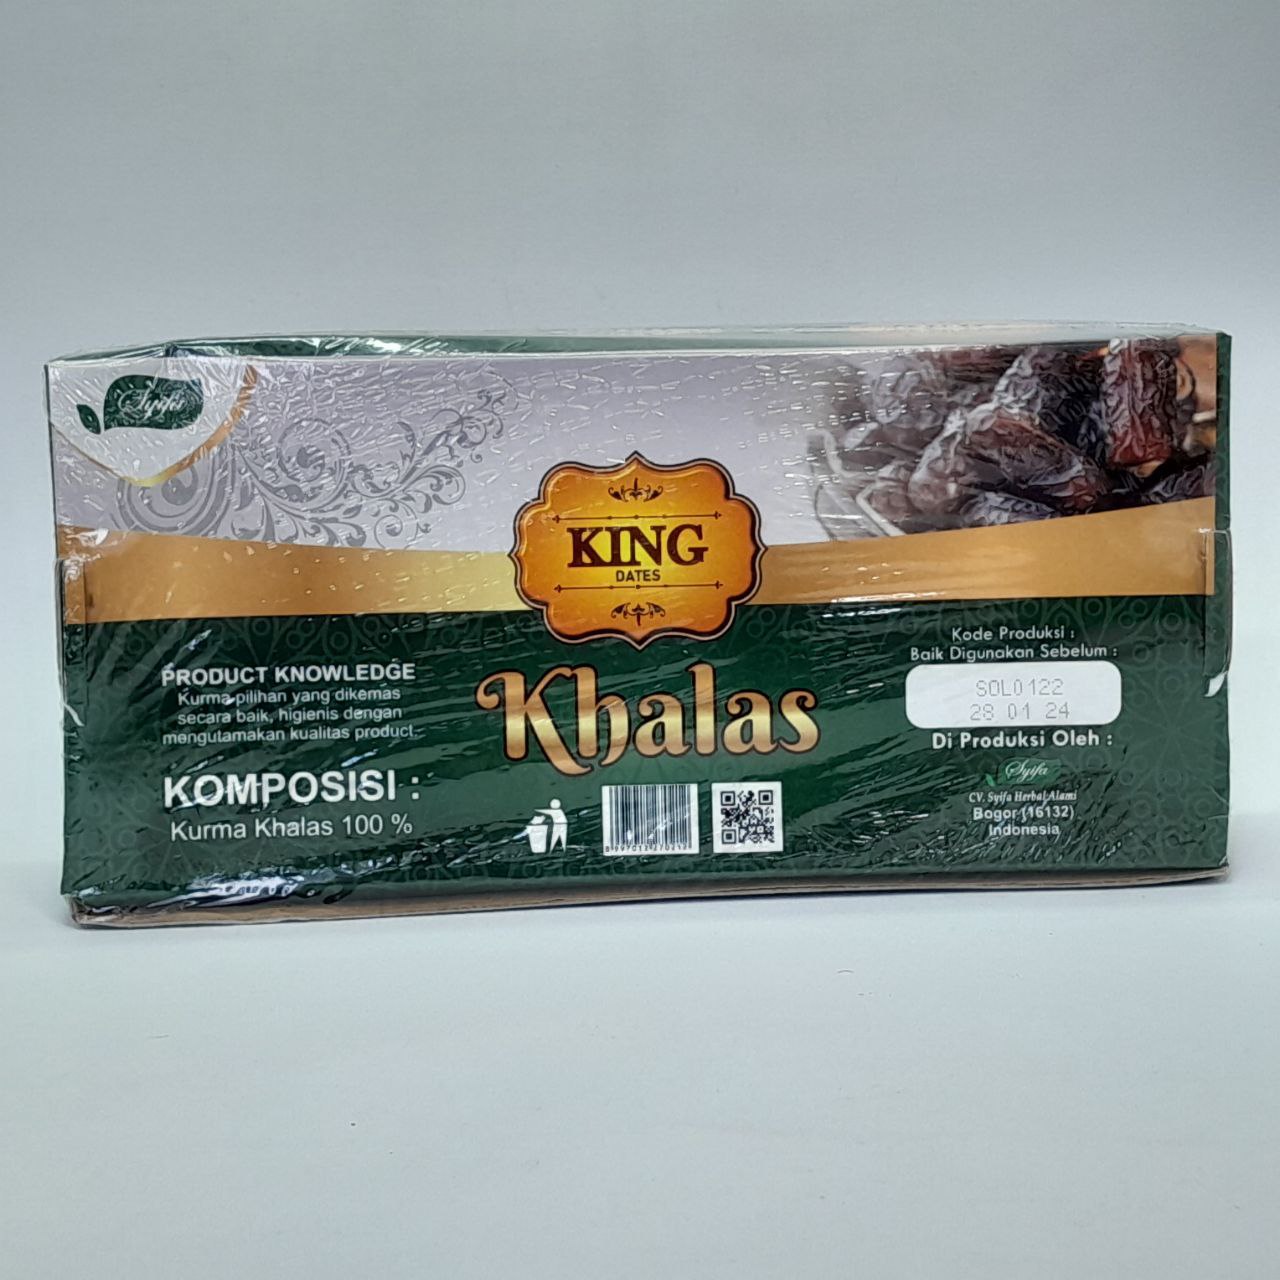 Syifa
KING
DATES
Khalas
PRODUCT KNOWLEDGE
Kurma pilihan yang dikemas
secara baik, higienis dengan
mengutamakan kualitas product.
KOMPOSISI :
Kurma Khalas 100 %
Kode Produksi :
Baik Digunakan Sebelum :
SOL0122
28 01 24
Di Produksi Oleh :
Syifa
CV. Syifa Herbal Alami
Bogor (16132)
Indonesia